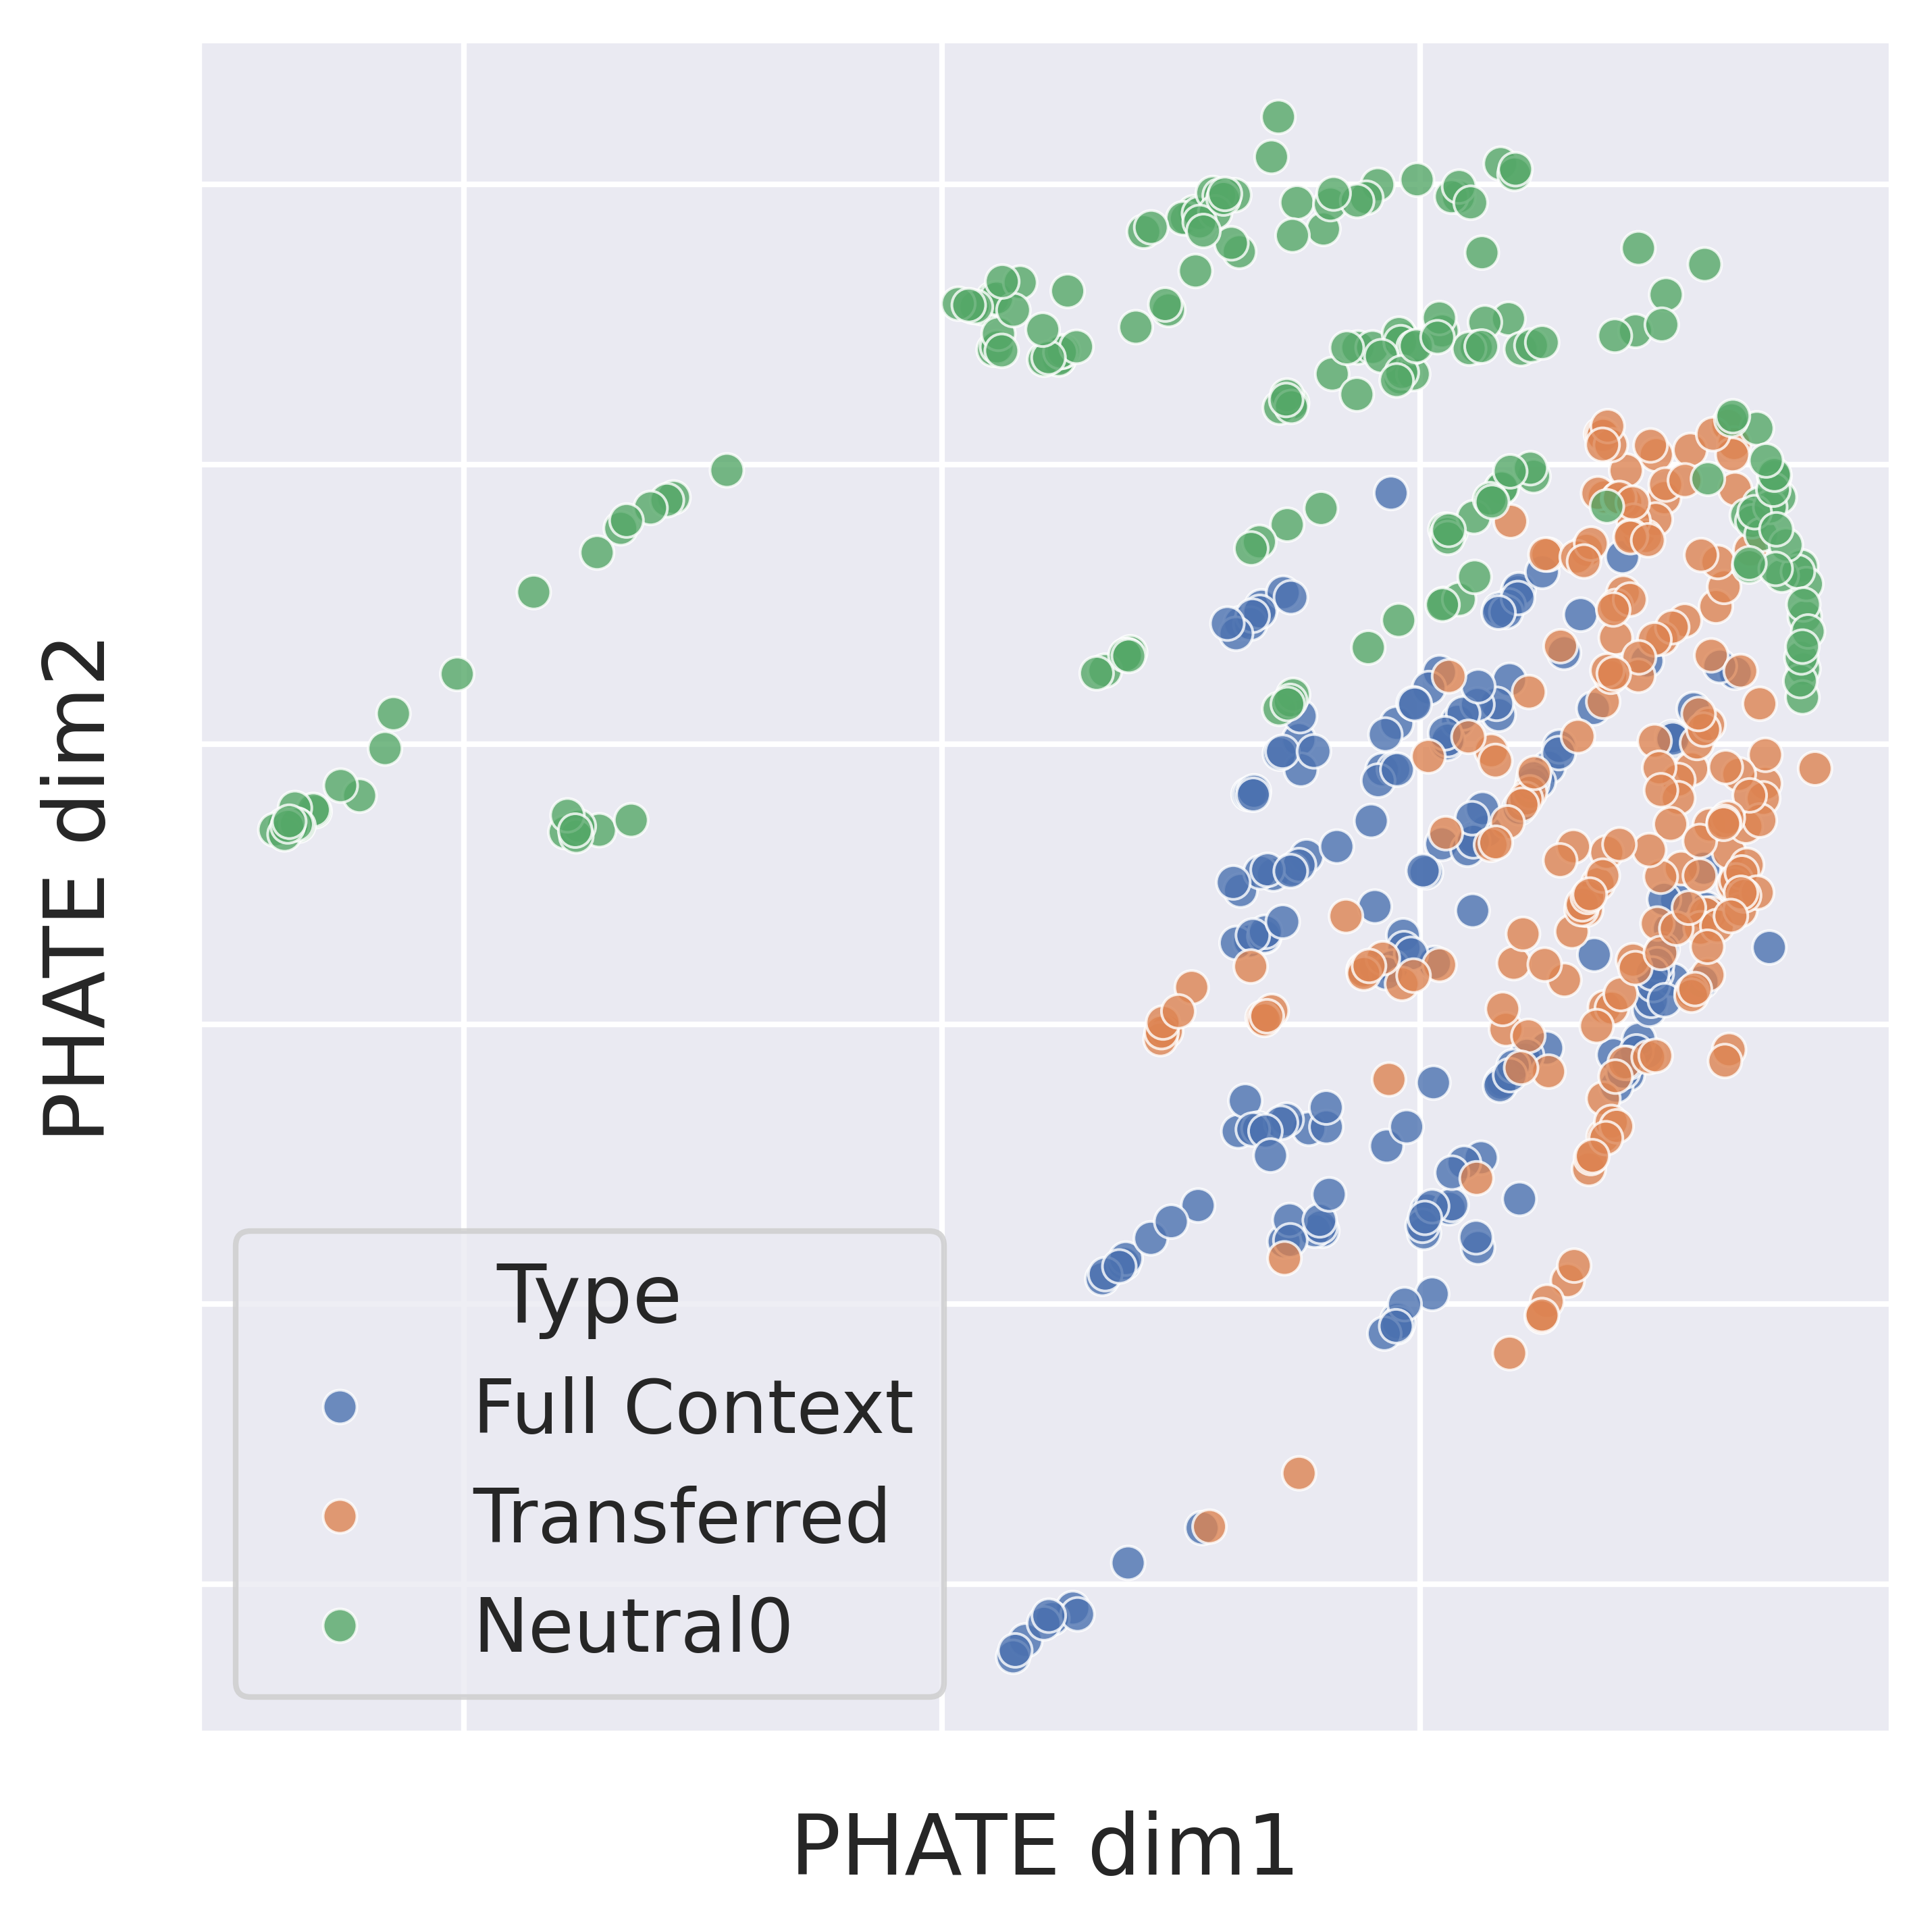 PHATE dim2
Type
Full Context
Transferred
Neutral0
PHATE dim1